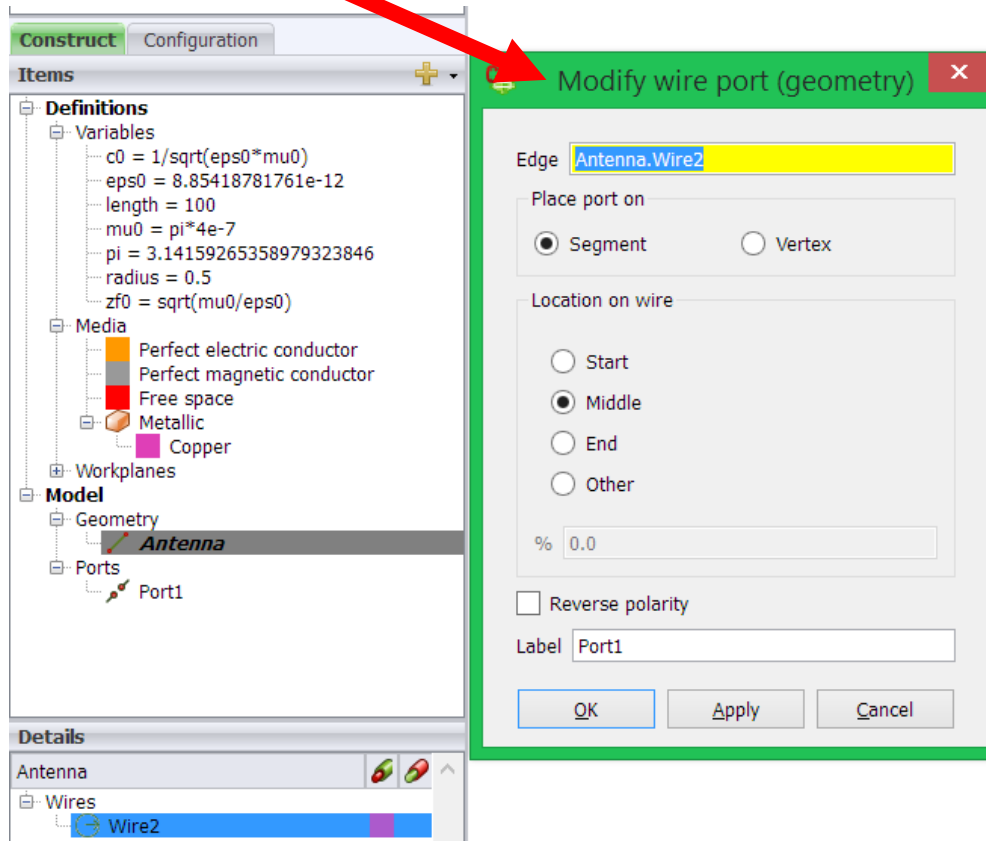 Construct Configuration
Items
Definitions
Variables
c0 = 1/sqrt(eps0*mu0)
eps0 = 8.85418781761e-12
length = 100
mu0 = pi*4e-7
pi = 3.14159265358979323846
radius = 0.5
zf0 = sqrt(mu0/eps0)
Media
Perfect electric conductor
Perfect magnetic conductor
Free space
Metallic
Copper
Workplanes
Model
Geometry
Antenna
Ports
Port1
Details
Antenna
Wires
Wire2
Modify wire port (geometry)
Edge Antenna.Wire2
Place port on
Segment Vertex
Location on wire
Start
Middle
End
Other
% 0.0
Reverse polarity
Label Port1
OK Apply Cancel